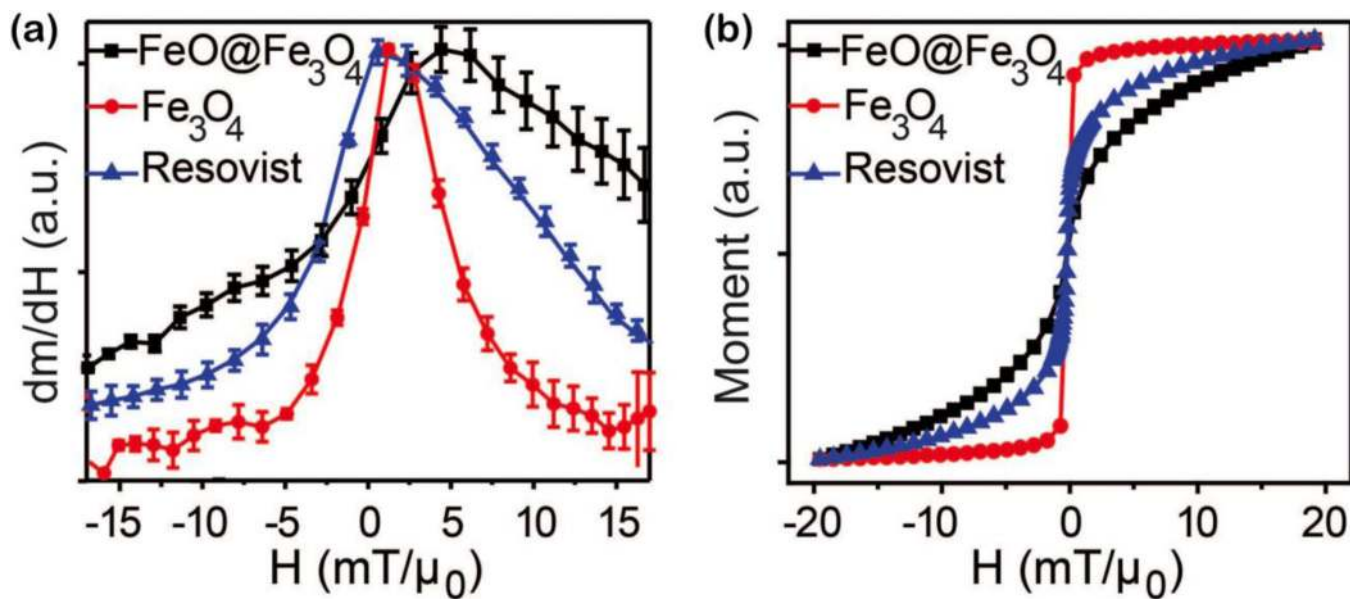 (a)
FeO@Fe3O4
Fe3O4
Resovist
dm/dH (a.u.)
-15 -10 -5 0 5 10 15
H (mT/μ0)
(b)
FeO@Fe3O4
Fe3O4
Resovist
Moment (a.u.)
-20 -10 0 10 20
H (mT/μ0)